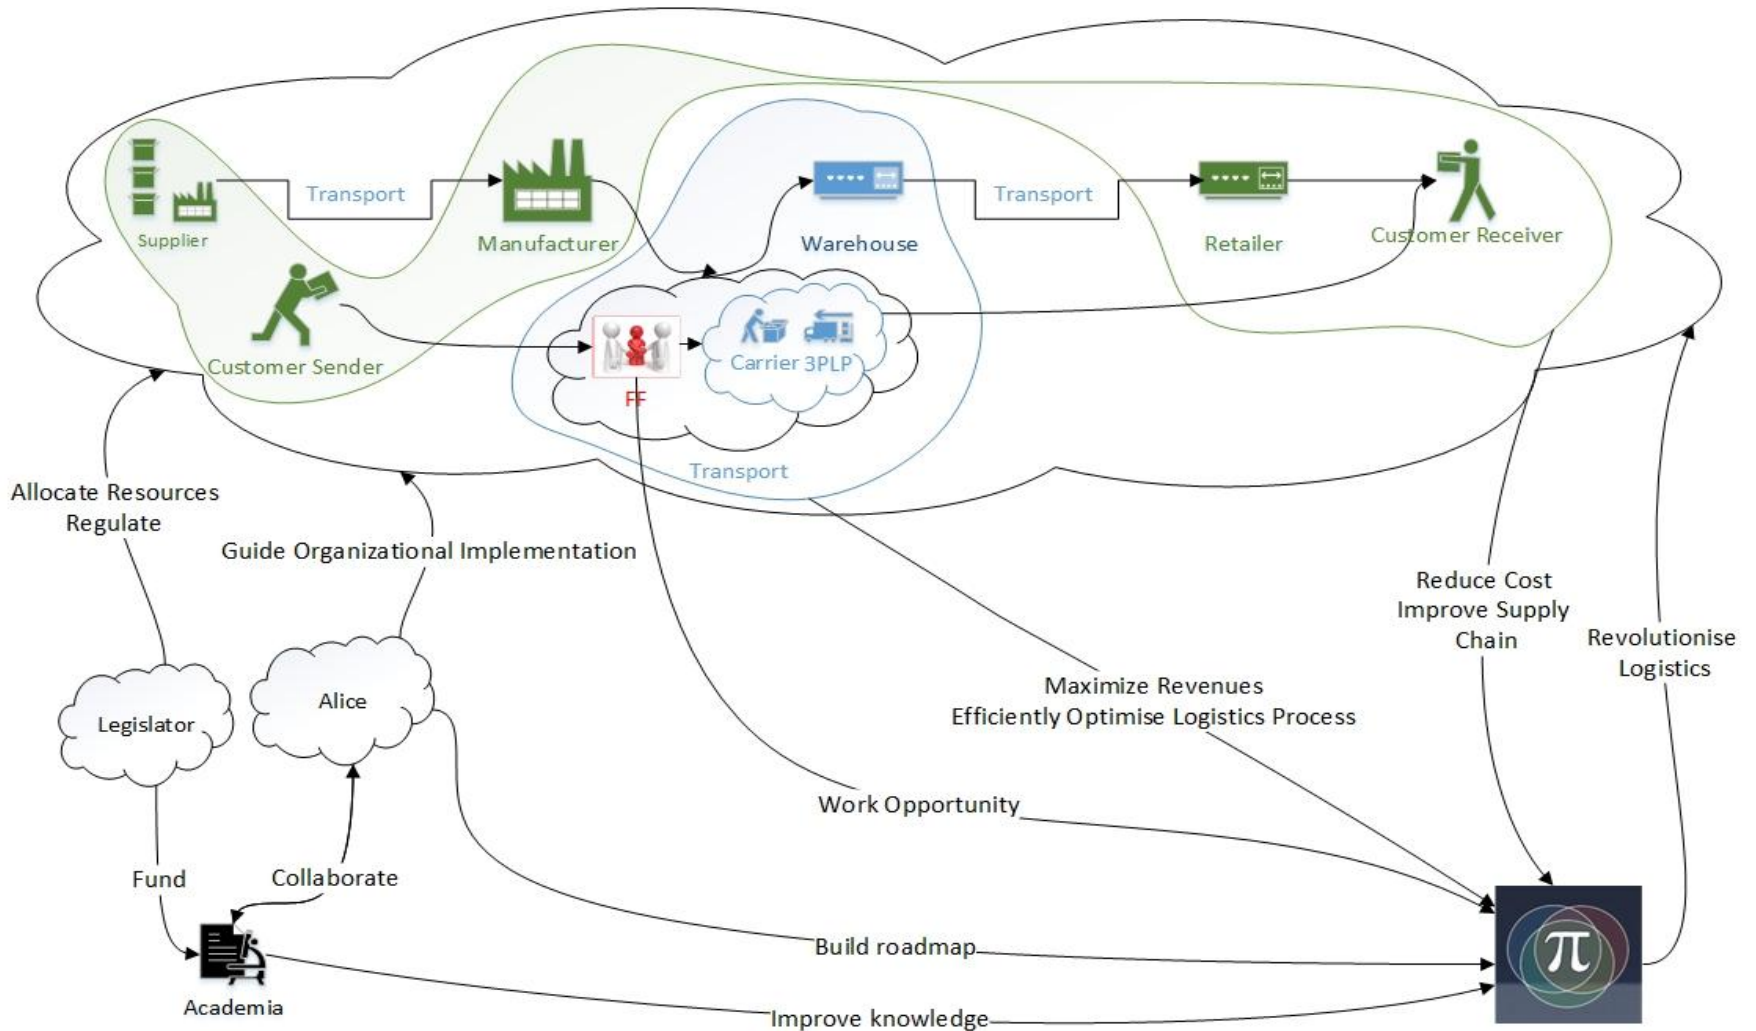 Transport
Transport
Supplier
Manufacturer
Warehouse
Retailer
Customer Receiver
Customer Sender
Carrier 3PLP
FF
Transport
Allocate Resources
Regulate
Guide Organizational Implementation
Reduce Cost
Improve Supply
Chain
Revolutionise
Logistics
Maximize Revenues
Efficiently Optimise Logistics Process
Legislator
Alice
Work Opportunity
Fund
Collaborate
Build roadmap
π
Academia
Improve knowledge